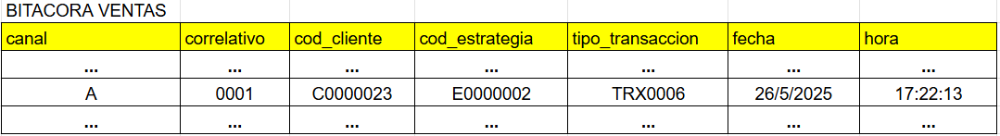 BITACORA VENTAS
canal correlativo cod_cliente cod_estrategia tipo_transaccion fecha hora
... ... ... ... ... ... ...
A 0001 C0000023 E0000002 TRX0006 26/5/2025 17:22:13
... ... ... ... ... ... ...